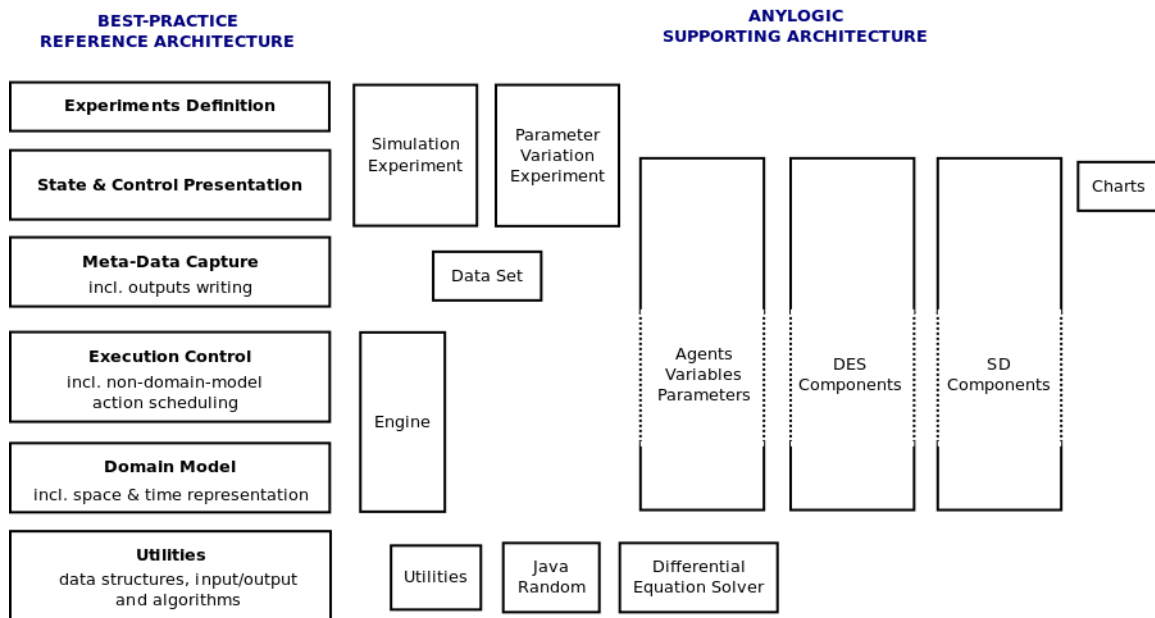 BEST-PRACTICE
REFERENCE ARCHITECTURE
ANYLOGIC
SUPPORTING ARCHITECTURE
Experiments Definition
State & Control Presentation
Meta-Data Capture
incl. outputs writing
Execution Control
incl. non-domain-model
action scheduling
Domain Model
incl. space & time representation
Utilities
data structures, input/output
and algorithms
Simulation
Experiment
Parameter
Variation
Experiment
Data Set
Engine
Agents
Variables
Parameters
DES
Components
SD
Components
Charts
Utilities
Java
Random
Differential
Equation Solver